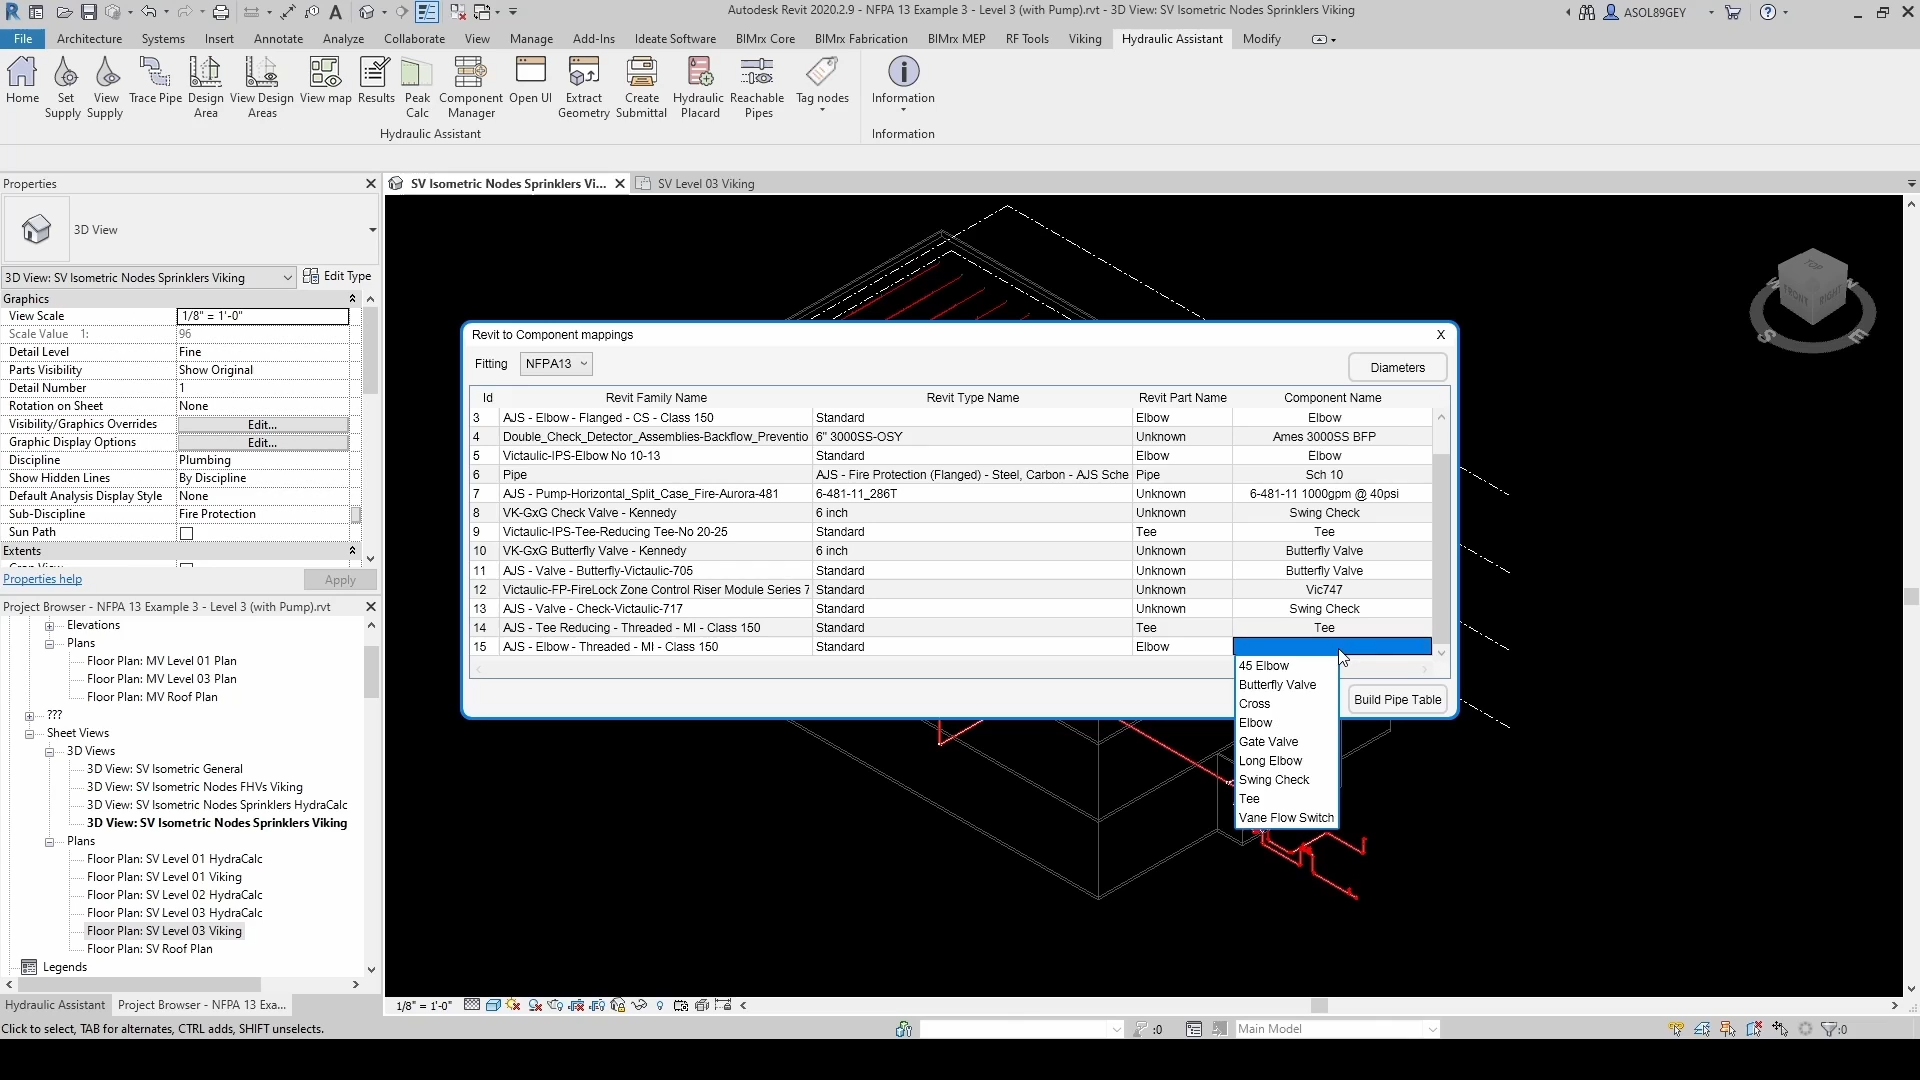 Autodesk Revit 2020.2.9 - NFPA 13 Example 3 - Level 3 (with Pump).rvt - 3D View: SV Isometric Nodes Sprinklers Viking
ASOL89GEY
File Architecture Systems Insert Annotate Analyze Collaborate View Manage Add-Ins Ideate Software BIMrx Core BIMrx Fabrication BIMrx MEP RF Tools Viking Hydraulic Assistant Modify
Home Set Supply View Supply Trace Pipe Design Area View Design Areas View map Results Peak Calc Component Manager Open UI Extract Geometry Create Submittal Hydraulic Placard Reachable Pipes Tag nodes Information
Hydraulic Assistant Information
Properties X
SV Isometric Nodes Sprinklers Vi... X SV Level 03 Viking
3D View
3D View: SV Isometric Nodes Sprinklers Viking Edit Type
Graphics
View Scale 1/8" = 1'-0"
Scale Value 1: 96
Detail Level Fine
Parts Visibility Show Original
Detail Number 1
Rotation on Sheet None
Visibility/Graphics Overrides Edit...
Graphic Display Options Edit...
Discipline Plumbing
Show Hidden Lines By Discipline
Default Analysis Display Style None
Sub-Discipline Fire Protection
Sun Path
Extents
Properties help Apply
Project Browser - NFPA 13 Example 3 - Level 3 (with Pump).rvt
Elevations
Plans
Floor Plan: MV Level 01 Plan
Floor Plan: MV Level 03 Plan
Floor Plan: MV Roof Plan
???
Sheet Views
3D Views
3D View: SV Isometric General
3D View: SV Isometric Nodes FHVs Viking
3D View: SV Isometric Nodes Sprinklers HydraCalc
3D View: SV Isometric Nodes Sprinklers Viking
Plans
Floor Plan: SV Level 01 HydraCalc
Floor Plan: SV Level 01 Viking
Floor Plan: SV Level 02 HydraCalc
Floor Plan: SV Level 03 HydraCalc
Floor Plan: SV Level 03 Viking
Floor Plan: SV Roof Plan
Legends
Hydraulic Assistant Project Browser - NFPA 13 Exa...
Click to select, TAB for alternates, CTRL adds, SHIFT unselects.
TOP
FRONT RIGHT
S E
Revit to Component mappings X
Fitting NFPA13 Diameters
Id Revit Family Name Revit Type Name Revit Part Name Component Name
3 AJS - Elbow - Flanged - CS - Class 150 Standard Elbow Elbow
4 Double_Check_Detector_Assemblies-Backflow_Preventio 6" 3000SS-OSY Unknown Ames 3000SS BFP
5 Victaulic-IPS-Elbow No 10-13 Standard Elbow Elbow
6 Pipe AJS - Fire Protection (Flanged) - Steel, Carbon - AJS Sche Pipe Sch 10
7 AJS - Pump-Horizontal_Split_Case_Fire-Aurora-481 6-481-11_286T Unknown 6-481-11 1000gpm @ 40psi
8 VK-GxG Check Valve - Kennedy 6 inch Unknown Swing Check
9 Victaulic-IPS-Tee-Reducing Tee-No 20-25 Standard Tee Tee
10 VK-GxG Butterfly Valve - Kennedy 6 inch Unknown Butterfly Valve
11 AJS - Valve - Butterfly-Victaulic-705 Standard Unknown Butterfly Valve
12 Victaulic-FP-FireLock Zone Control Riser Module Series 7 Standard Unknown Vic747
13 AJS - Valve - Check-Victaulic-717 Standard Unknown Swing Check
14 AJS - Tee Reducing - Threaded - MI - Class 150 Standard Tee Tee
15 AJS - Elbow - Threaded - MI - Class 150 Standard Elbow
45 Elbow
Butterfly Valve
Cross
Elbow
Gate Valve
Long Elbow
Swing Check
Tee
Vane Flow Switch
Build Pipe Table
1/8" = 1'-0"
:0 Main Model :0